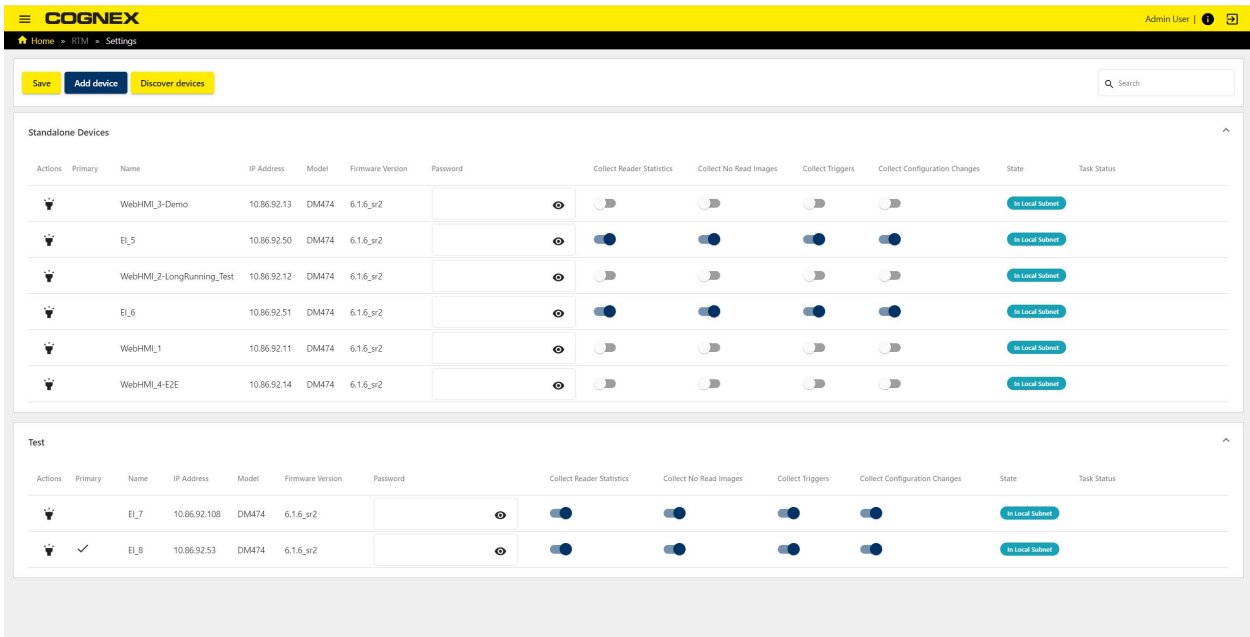 COGNEX
Admin User |
Home » RTM » Settings
Save Add device Discover devices Search
Standalone Devices
Actions Primary Name IP Address Model Firmware Version Password Collect Reader Statistics Collect No Read Images Collect Triggers Collect Configuration Changes State Task Status
WebHMI_3-Demo 10.86.92.13 DM474 6.1.6_sr2 In Local Subnet
EI_5 10.86.92.50 DM474 6.1.6_sr2 In Local Subnet
WebHMI_2-LongRunning_Test 10.86.92.12 DM474 6.1.6_sr2 In Local Subnet
EI_6 10.86.92.51 DM474 6.1.6_sr2 In Local Subnet
WebHMI_1 10.86.92.11 DM474 6.1.6_sr2 In Local Subnet
WebHMI_4-E2E 10.86.92.14 DM474 6.1.6_sr2 In Local Subnet
Test
Actions Primary Name IP Address Model Firmware Version Password Collect Reader Statistics Collect No Read Images Collect Triggers Collect Configuration Changes State Task Status
EI_7 10.86.92.108 DM474 6.1.6_sr2 In Local Subnet
EI_8 10.86.92.53 DM474 6.1.6_sr2 In Local Subnet